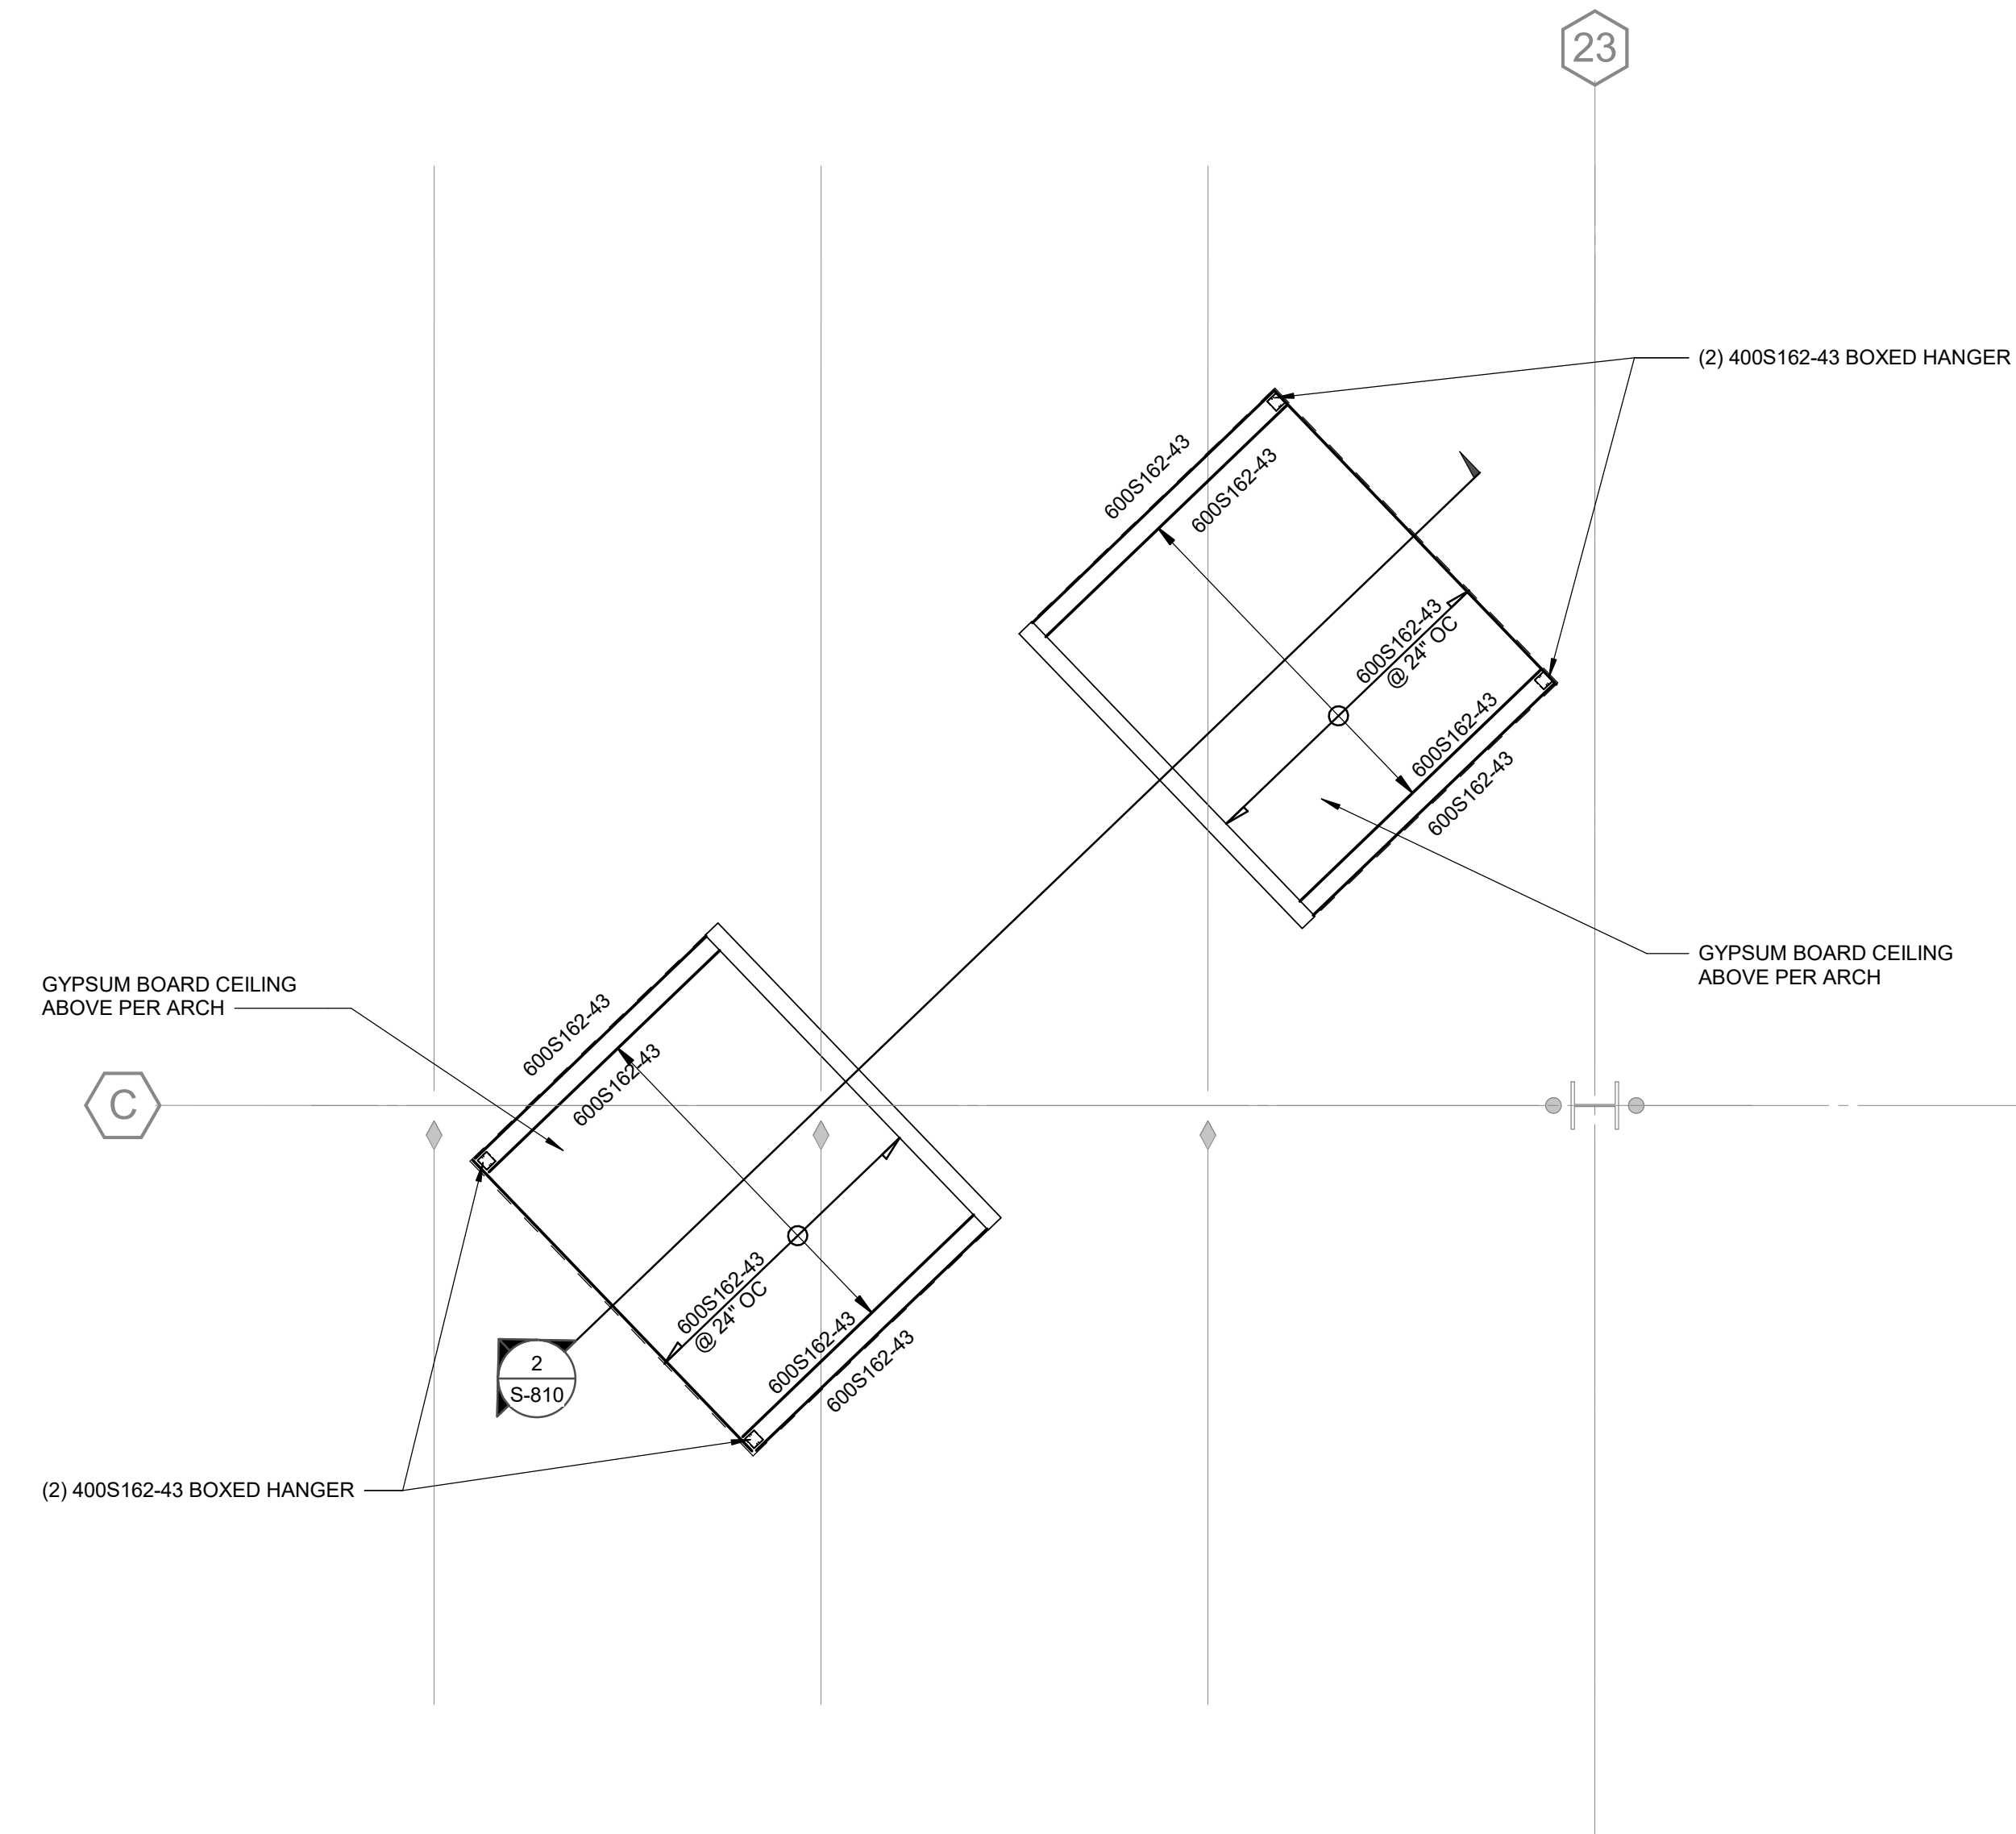 23
(2) 400S162-43 BOXED HANGER
600S162-43
600S162-43
600S162-43
@ 24" OC
600S162-43
600S162-43
GYPSUM BOARD CEILING
ABOVE PER ARCH
GYPSUM BOARD CEILING
ABOVE PER ARCH
600S162-43
600S162-43
C
600S162-43
@ 24" OC
600S162-43
600S162-43
2
S-810
(2) 400S162-43 BOXED HANGER